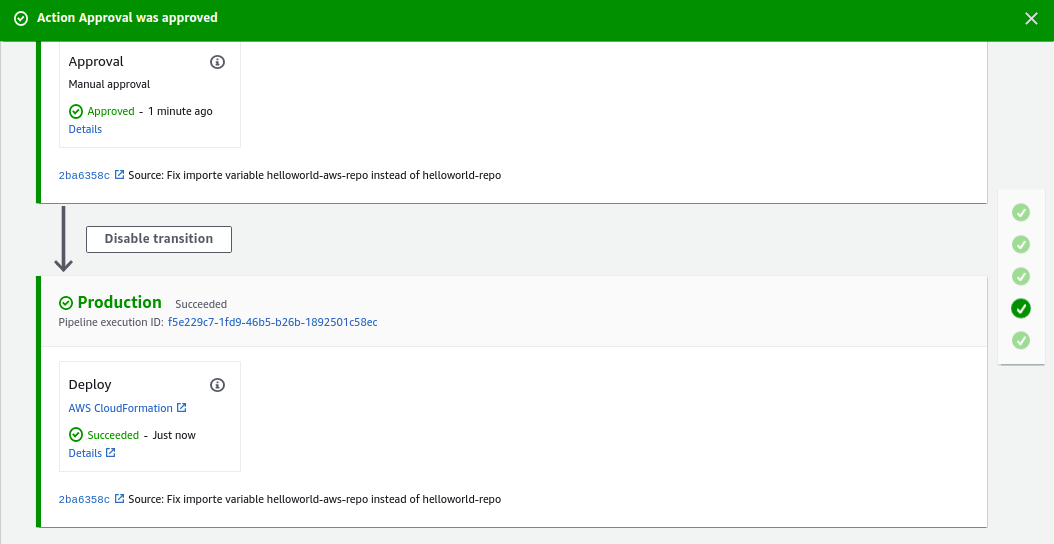 Action Approval was approved
Approval
Manual approval
Approved - 1 minute ago
Details
2ba6358c Source: Fix importe variable helloworld-aws-repo instead of helloworld-repo
Disable transition
Production Succeeded
Pipeline execution ID: f5e229c7-1fd9-46b5-b26b-1892501c58ec
Deploy
AWS CloudFormation
Succeeded - Just now
Details
2ba6358c Source: Fix importe variable helloworld-aws-repo instead of helloworld-repo